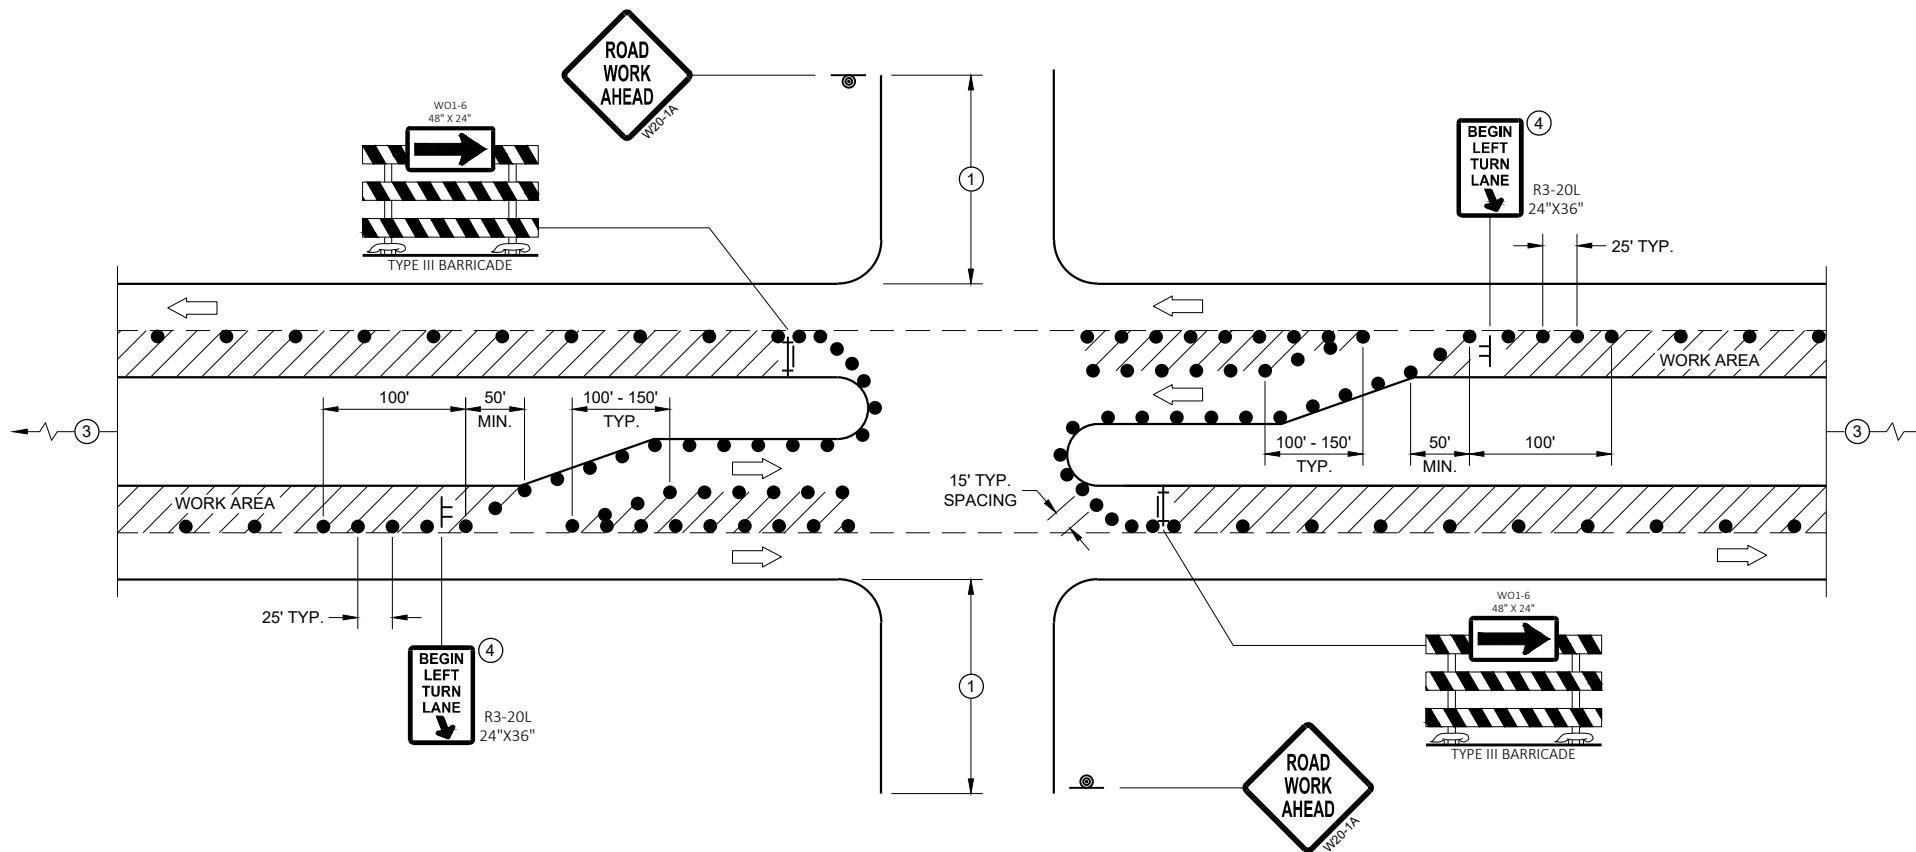 ROAD
WORK
AHEAD
W20-1A
WO1-6
48" X 24"
TYPE III BARRICADE
1
4
BEGIN
LEFT
TURN
LANE
R3-20L
24"X36"
25' TYP.
WORK AREA
100'
50'
MIN.
100' - 150'
TYP.
3
100' - 150'
TYP.
50'
MIN.
100'
3
15' TYP.
SPACING
WORK AREA
25' TYP.
4
BEGIN
LEFT
TURN
LANE
R3-20L
24"X36"
1
WO1-6
48" X 24"
TYPE III BARRICADE
ROAD
WORK
AHEAD
W20-1A